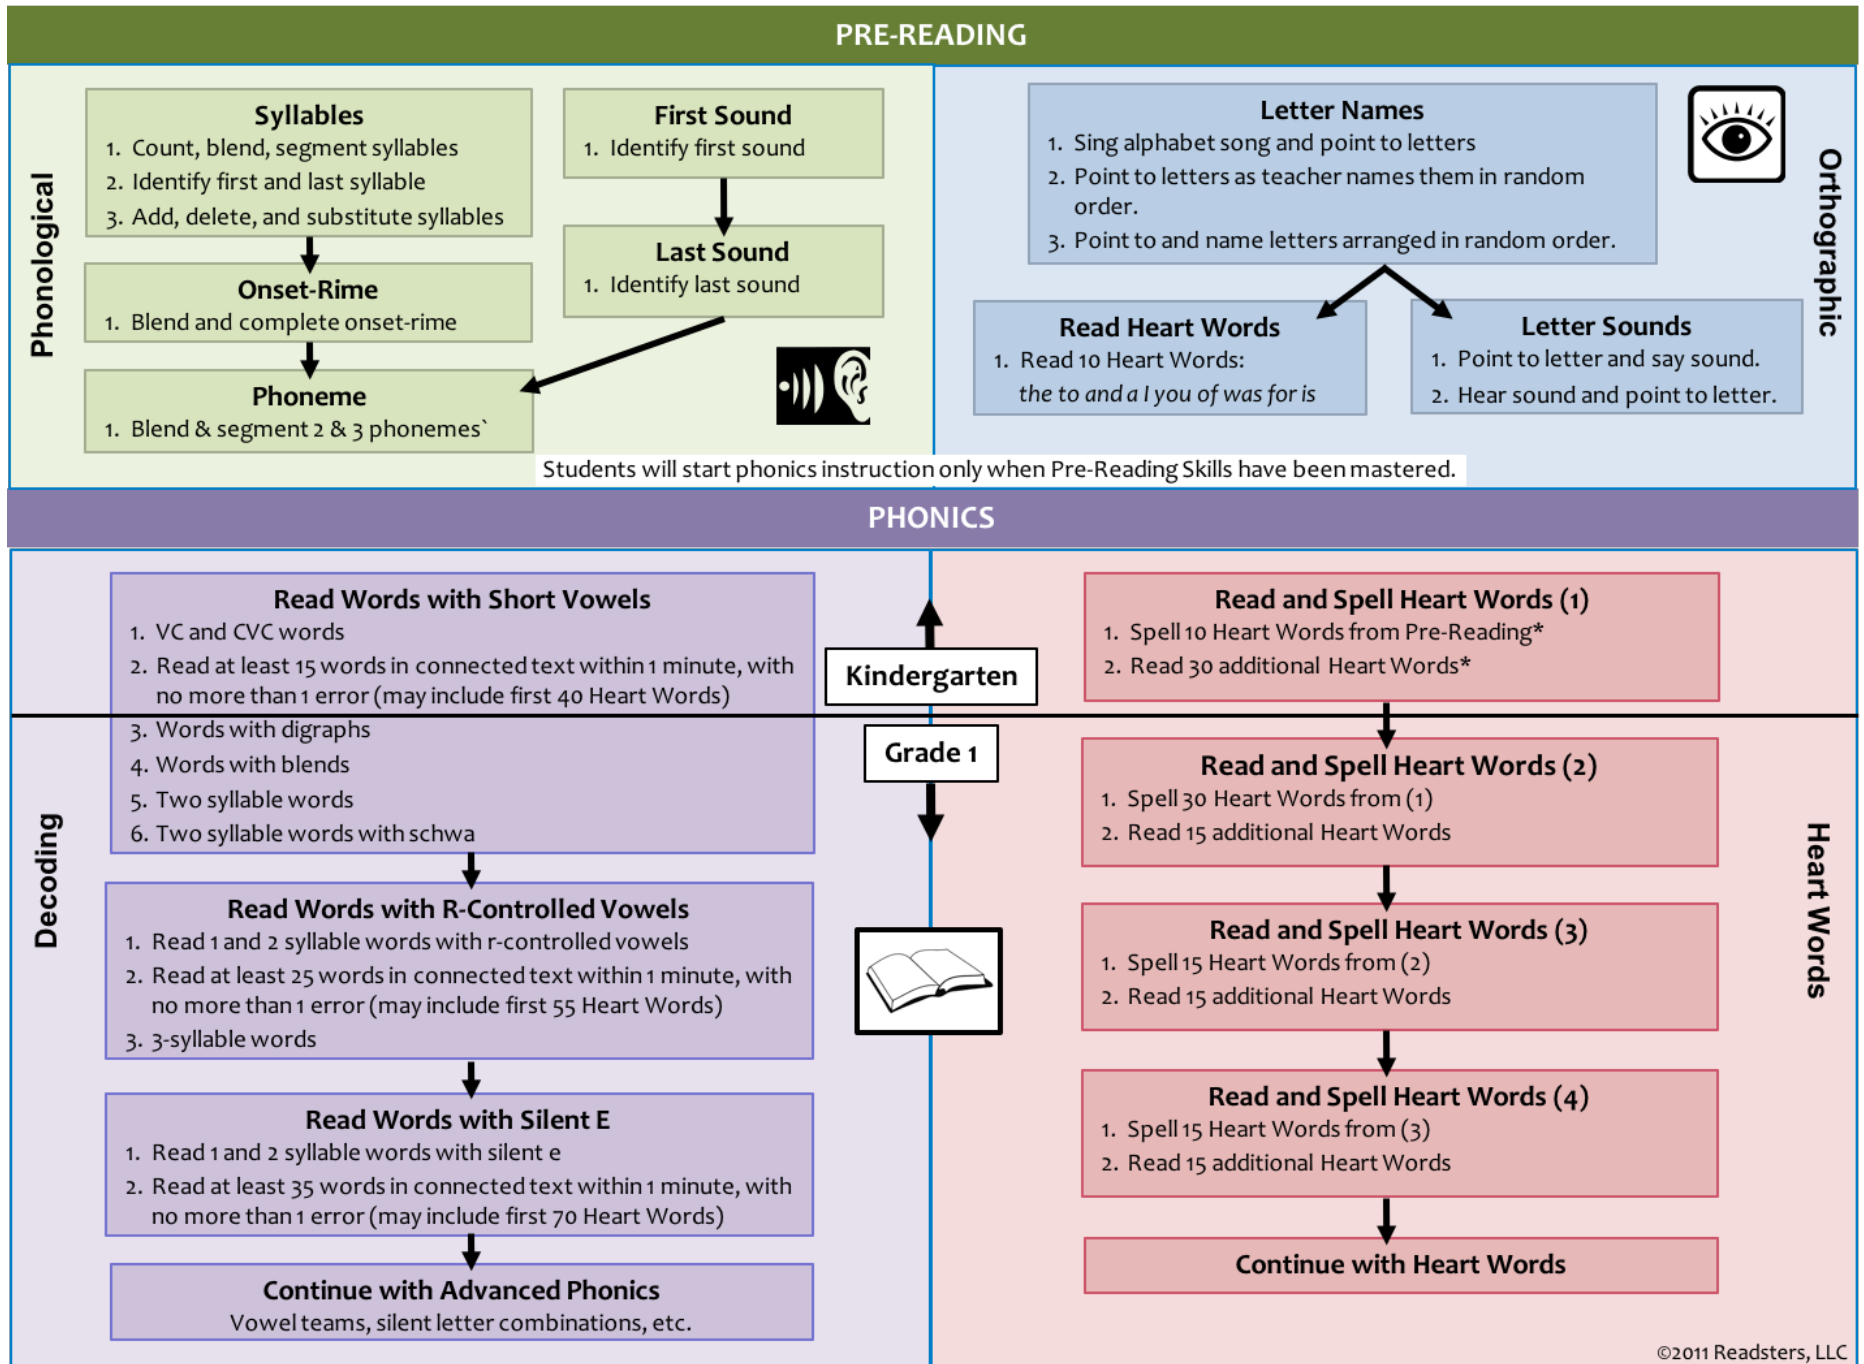 PRE-READING
Phonological
Syllables
1. Count, blend, segment syllables
2. Identify first and last syllable
3. Add, delete, and substitute syllables
Onset-Rime
1. Blend and complete onset-rime
Phoneme
1. Blend & segment 2 & 3 phonemes`
First Sound
1. Identify first sound
Last Sound
1. Identify last sound
Orthographic
Letter Names
1. Sing alphabet song and point to letters
2. Point to letters as teacher names them in random
order.
3. Point to and name letters arranged in random order.
Read Heart Words
1. Read 10 Heart Words:
the to and a I you of was for is
Letter Sounds
1. Point to letter and say sound.
2. Hear sound and point to letter.
Students will start phonics instruction only when Pre-Reading Skills have been mastered.
PHONICS
Decoding
Read Words with Short Vowels
1. VC and CVC words
2. Read at least 15 words in connected text within 1 minute, with
no more than 1 error (may include first 40 Heart Words)
3. Words with digraphs
4. Words with blends
5. Two syllable words
6. Two syllable words with schwa
Read Words with R-Controlled Vowels
1. Read 1 and 2 syllable words with r-controlled vowels
2. Read at least 25 words in connected text within 1 minute, with
no more than 1 error (may include first 55 Heart Words)
3. 3-syllable words
Read Words with Silent E
1. Read 1 and 2 syllable words with silent e
2. Read at least 35 words in connected text within 1 minute, with
no more than 1 error (may include first 70 Heart Words)
Continue with Advanced Phonics
Vowel teams, silent letter combinations, etc.
Kindergarten
Grade 1
Heart Words
Read and Spell Heart Words (1)
1. Spell 10 Heart Words from Pre-Reading*
2. Read 30 additional Heart Words*
Read and Spell Heart Words (2)
1. Spell 30 Heart Words from (1)
2. Read 15 additional Heart Words
Read and Spell Heart Words (3)
1. Spell 15 Heart Words from (2)
2. Read 15 additional Heart Words
Read and Spell Heart Words (4)
1. Spell 15 Heart Words from (3)
2. Read 15 additional Heart Words
Continue with Heart Words
©2011 Readsters, LLC